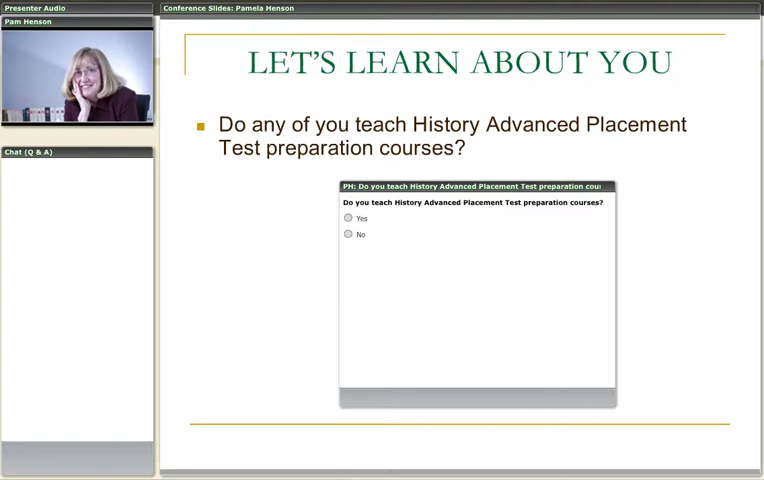 Presenter Audio
Conference Slides: Pamela Henson
Pam Henson
LET'S LEARN ABOUT YOU
Do any of you teach History Advanced Placement
Test preparation courses?
Chat (Q & A)
PH: Do you teach History Advanced Placement Test preparation cou
Do you teach History Advanced Placement Test preparation courses?
Yes
No